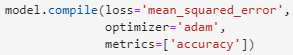 model.compile(loss='mean_squared_error',
optimizer='adam',
metrics=['accuracy'])